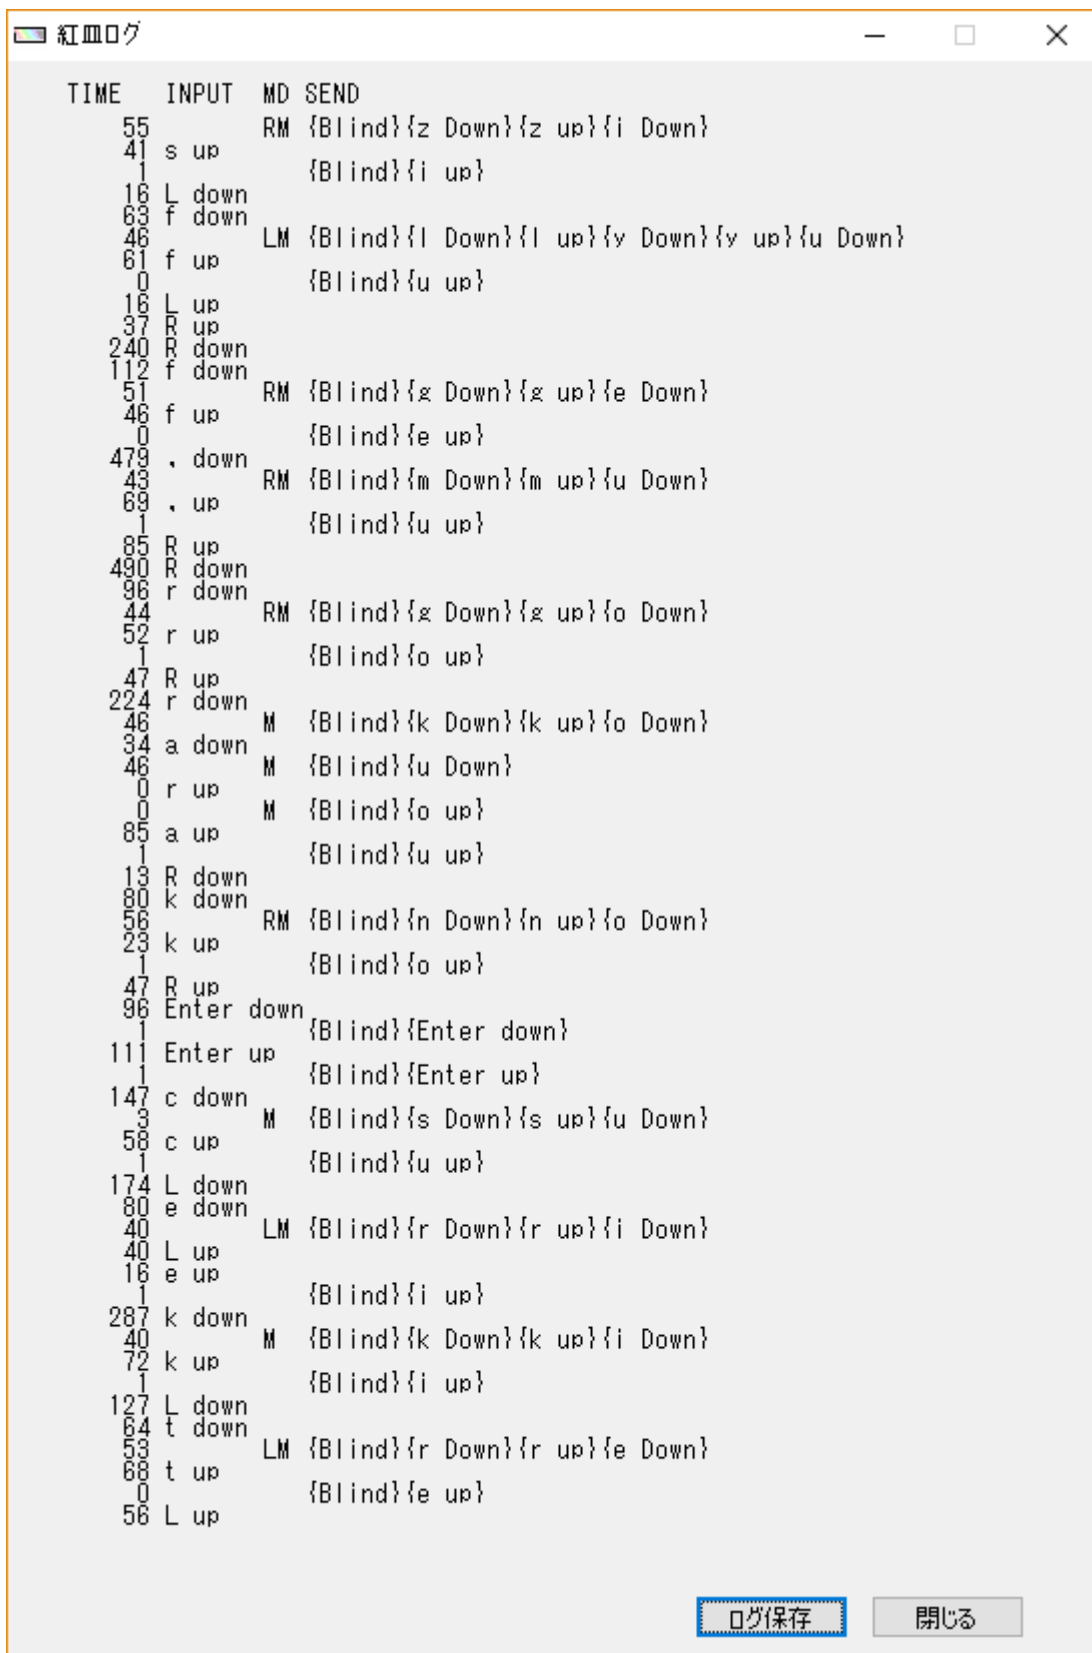 紅皿ログ
TIME INPUT MD SEND
55 RM {Blind}{z Down}{z up}{i Down}
41 s up
1 {Blind}{i up}
16 L down
63 f down
46 LM {Blind}{l Down}{l up}{y Down}{y up}{u Down}
61 f up
0 {Blind}{u up}
16 L up
37 R up
240 R down
112 f down
51 RM {Blind}{g Down}{g up}{e Down}
46 f up
0 {Blind}{e up}
479 , down
43 RM {Blind}{m Down}{m up}{u Down}
69 , up
1 {Blind}{u up}
85 R up
490 R down
96 r down
44 RM {Blind}{g Down}{g up}{o Down}
52 r up
1 {Blind}{o up}
47 R up
224 r down
46 M {Blind}{k Down}{k up}{o Down}
34 a down
46 M {Blind}{u Down}
0 r up
0 M {Blind}{o up}
85 a up
1 {Blind}{u up}
13 R down
80 k down
56 RM {Blind}{n Down}{n up}{o Down}
23 k up
1 {Blind}{o up}
47 R up
96 Enter down
1 {Blind}{Enter down}
111 Enter up
1 {Blind}{Enter up}
147 c down
3 M {Blind}{s Down}{s up}{u Down}
58 c up
1 {Blind}{u up}
174 L down
80 e down
40 LM {Blind}{r Down}{r up}{i Down}
40 L up
16 e up
1 {Blind}{i up}
287 k down
40 M {Blind}{k Down}{k up}{i Down}
72 k up
1 {Blind}{i up}
127 L down
64 t down
53 LM {Blind}{r Down}{r up}{e Down}
68 t up
0 {Blind}{e up}
56 L up
ログ保存 閉じる